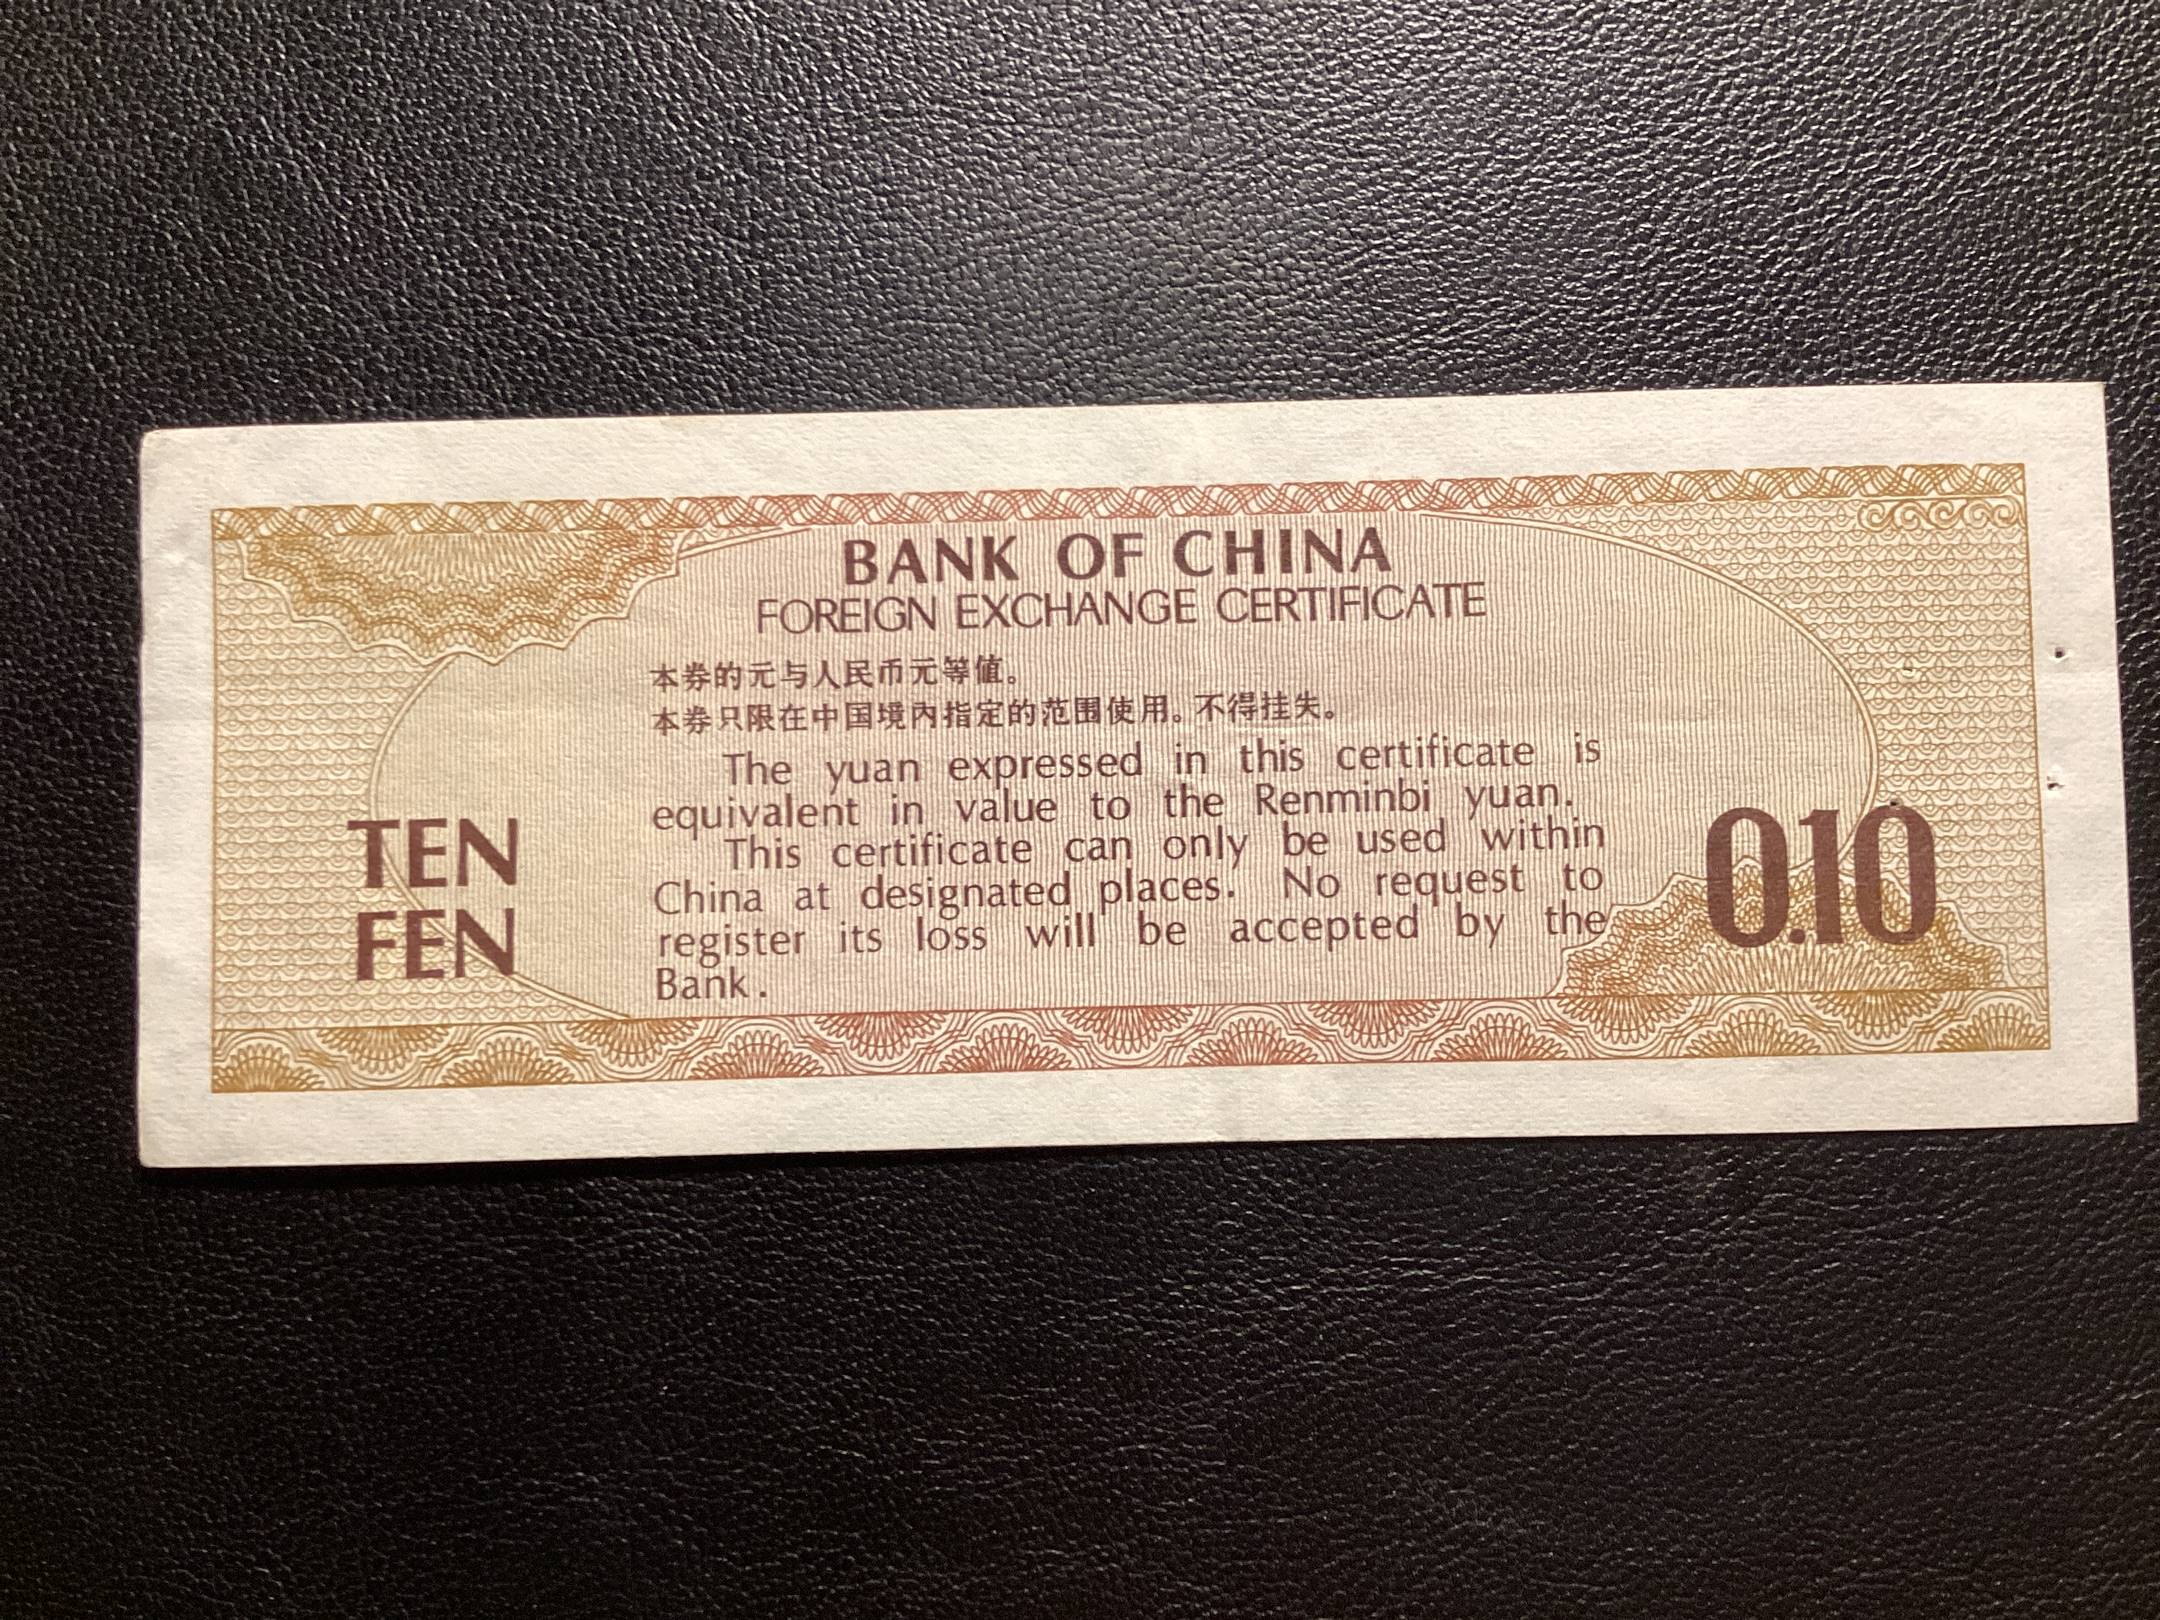 BANK OF CHINA
FOREIGN EXCHANGE CERTIFICATE
本券的元与人民币元等值。
本券只限在中国境内指定的范围使用。不得挂失。
The yuan expressed in this certificate is
equivalent in value to the Renminbi yuan.
This certificate can only be used within
China at designated places. No request to
register its loss will be accepted by the
Bank.
TEN
FEN
0.10